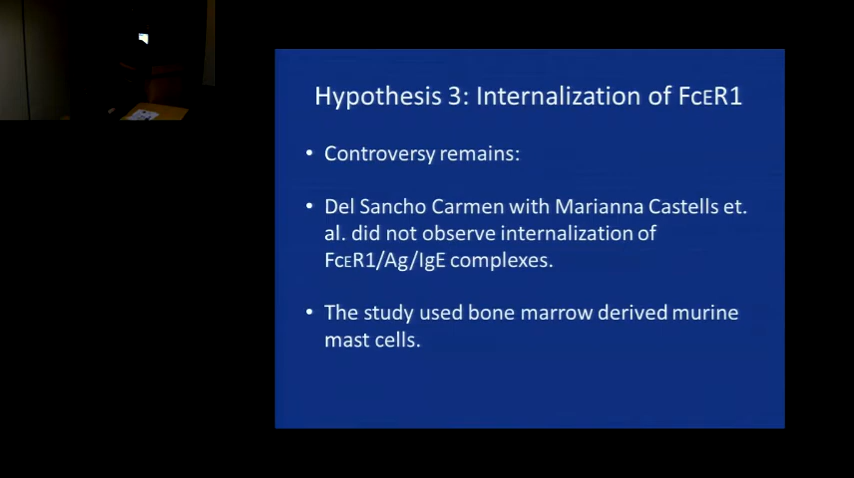 Hypothesis 3: Internalization of FcεR1
• Controversy remains:
• Del Sancho Carmen with Marianna Castells et.
al. did not observe internalization of
FcεR1/Ag/IgE complexes.
• The study used bone marrow derived murine
mast cells.